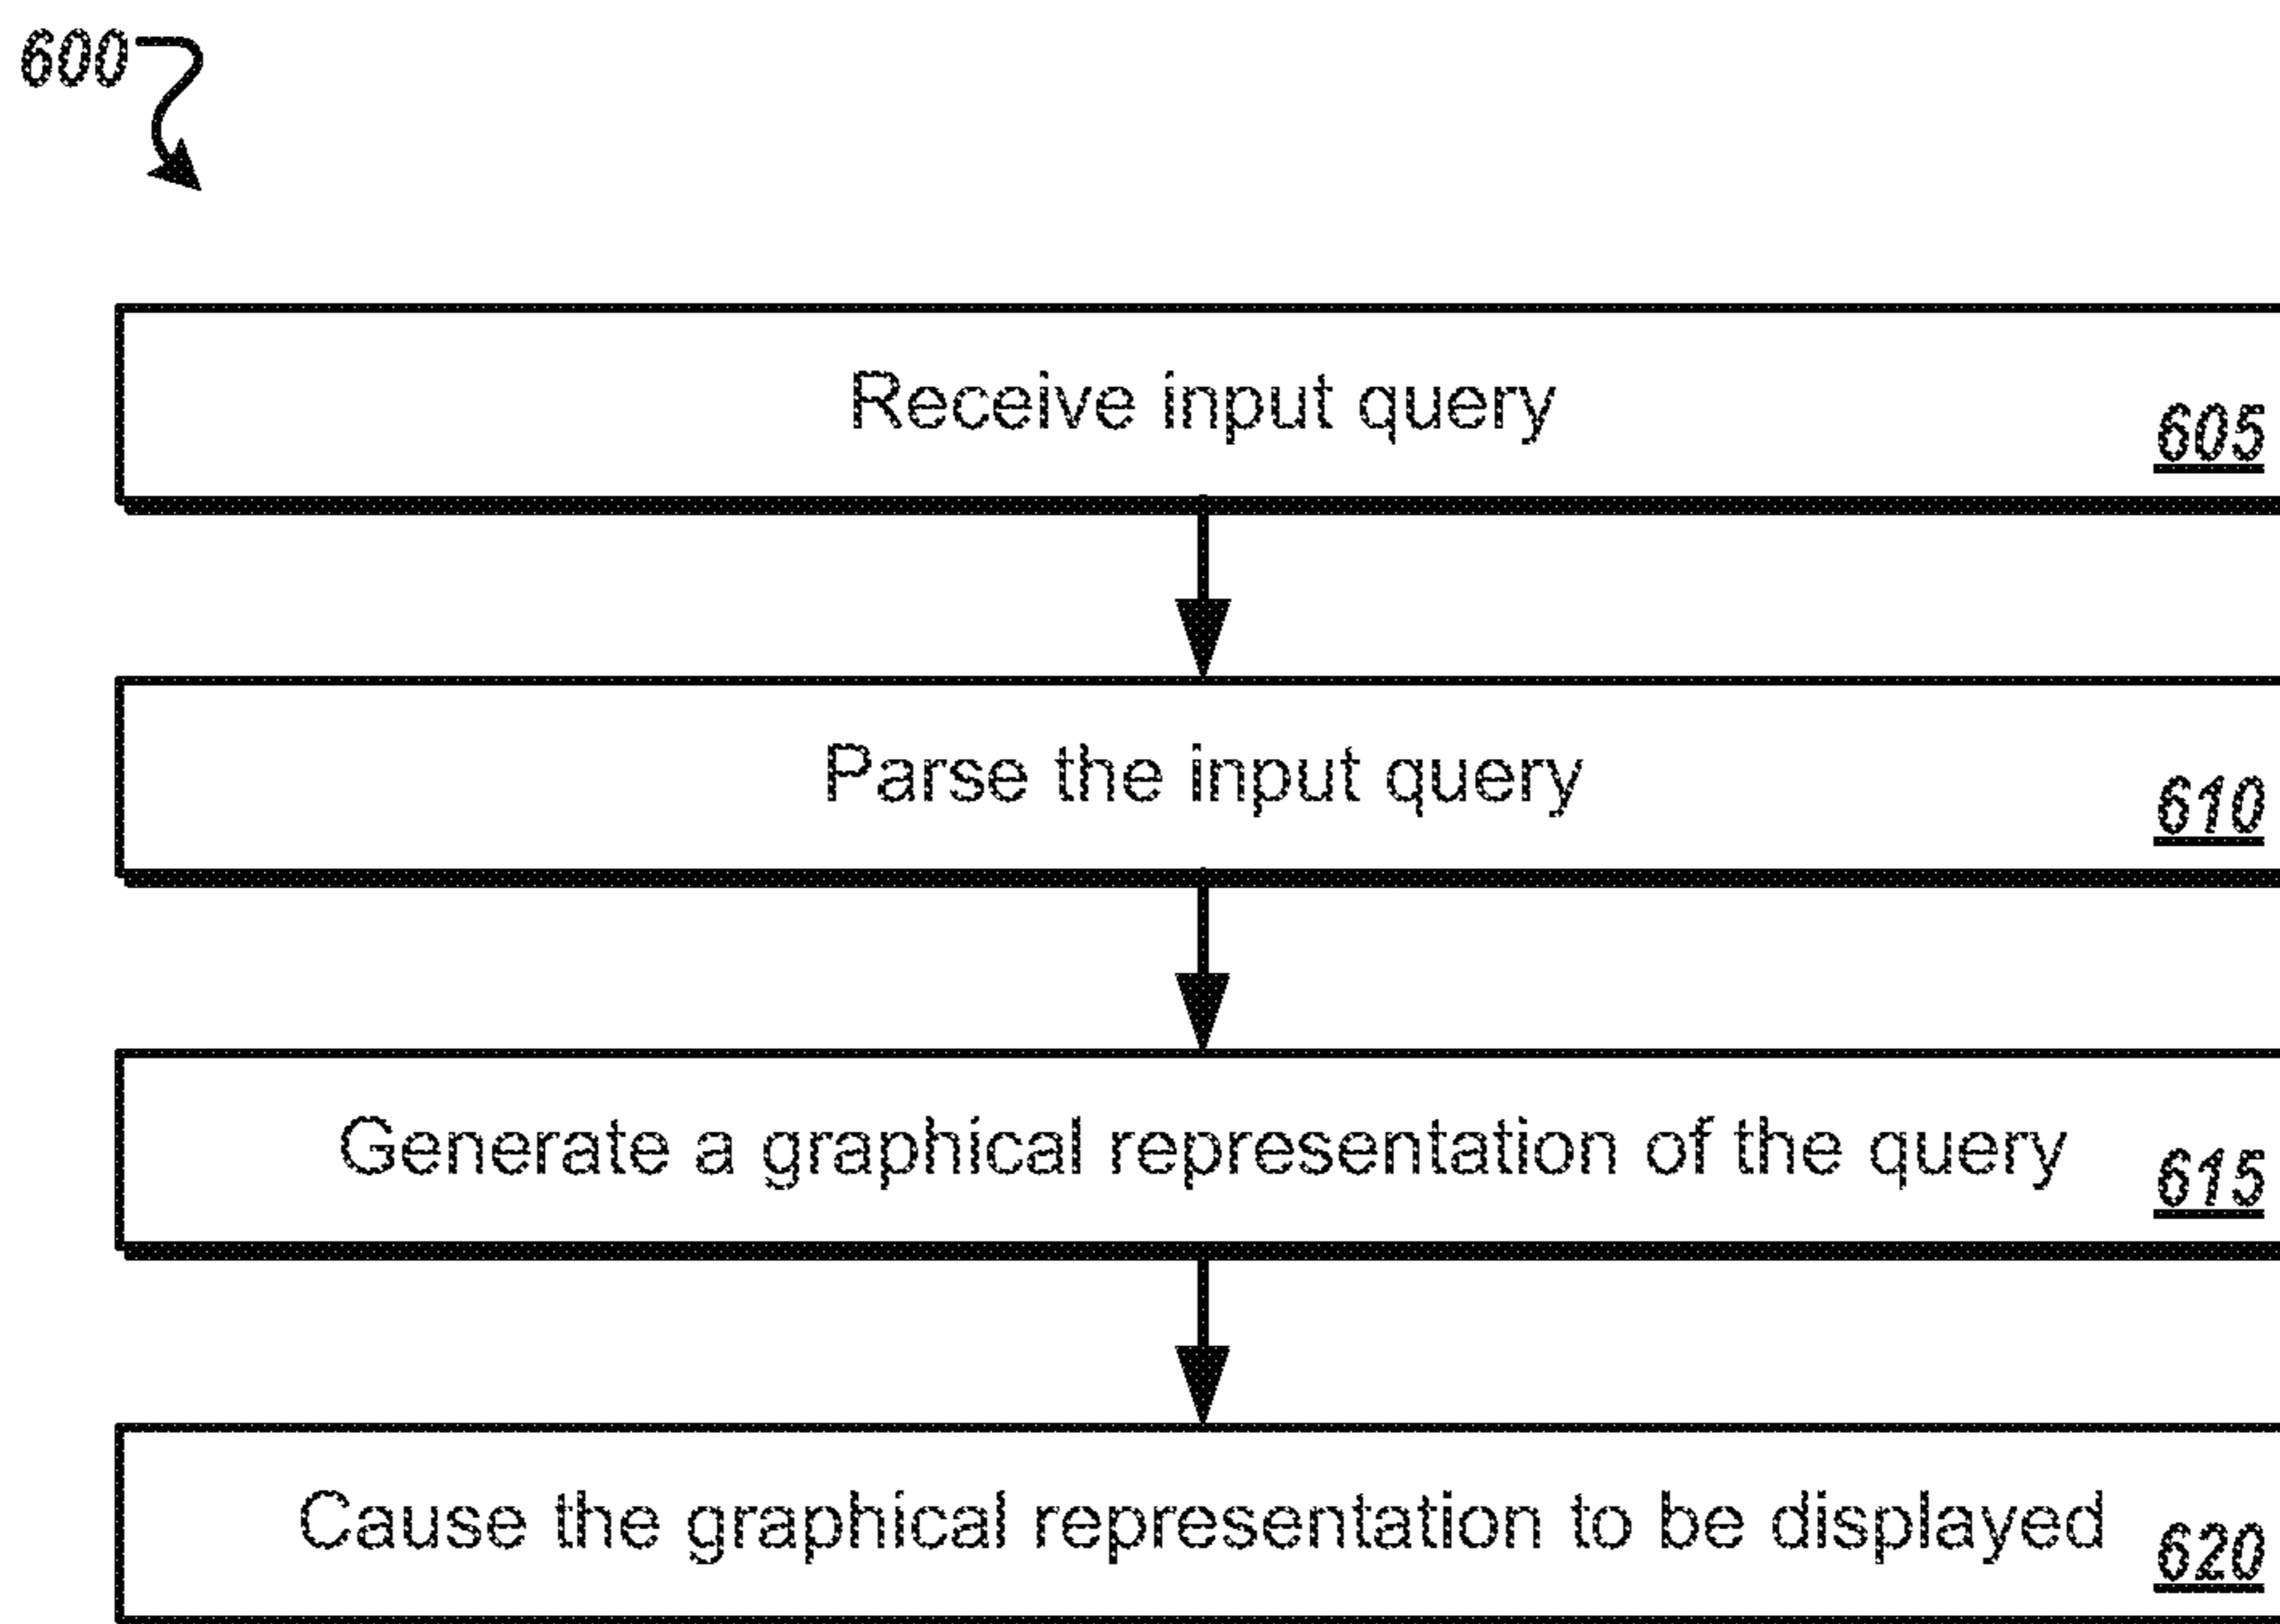 600
Receive input query
605
Parse the input query
610
Generate a graphical representation of the query
615
Cause the graphical representation to be displayed
620